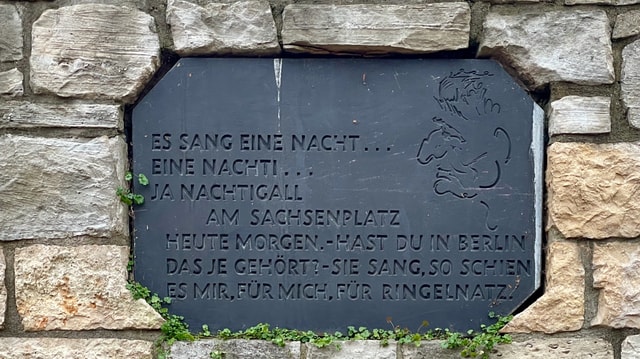 ES SANG EINE NACHT...
EINE NACHTI...
JA NACHTIGALL
AM SACHSENPLATZ
HEUTE MORGEN.-HAST DU IN BERLIN
DAS JE GEHÖRT?-SIE SANG, SO SCHIEN
ES MIR, FÜR MICH, FÜR RINGELNATZ.